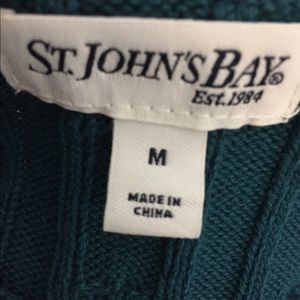 ST. JOHN'S BAY®
Est. 1984
M
MADE IN
CHINA